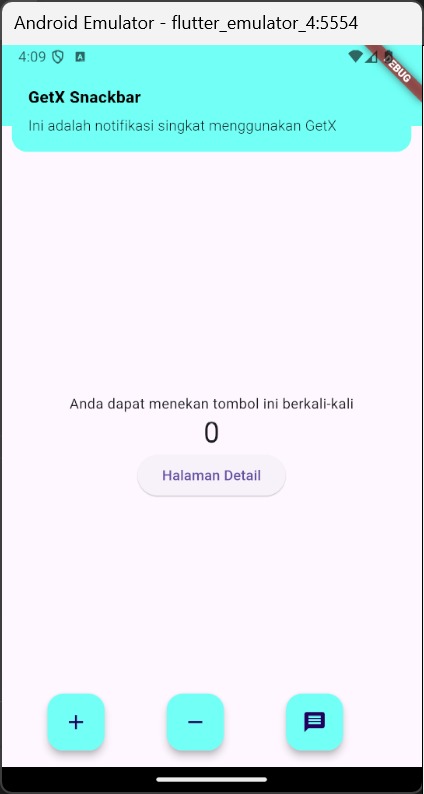 Android Emulator - flutter_emulator_4:5554
4:09
A
DEBUG
GetX Snackbar
Ini adalah notifikasi singkat menggunakan GetX
Anda dapat menekan tombol ini berkali-kali
0
Halaman Detail